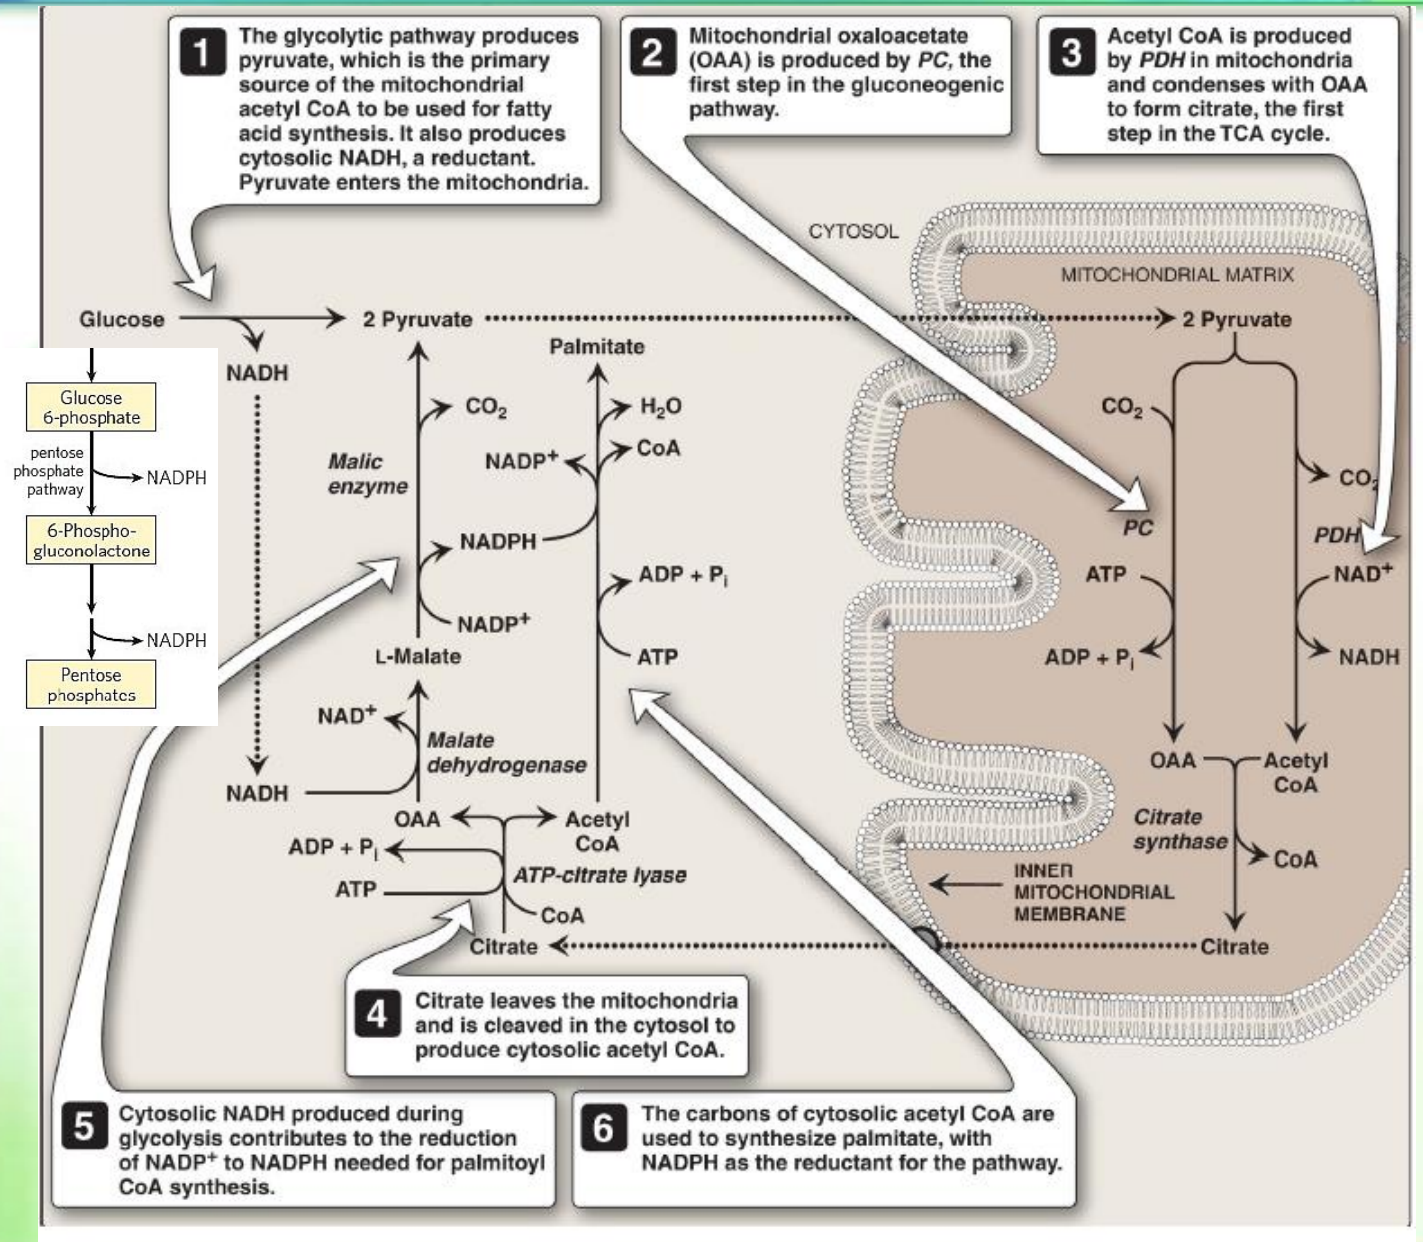 1
The glycolytic pathway produces
pyruvate, which is the primary
source of the mitochondrial
acetyl CoA to be used for fatty
acid synthesis. It also produces
cytosolic NADH, a reductant.
Pyruvate enters the mitochondria.
2
Mitochondrial oxaloacetate
(OAA) is produced by PC, the
first step in the gluconeogenic
pathway.
3
Acetyl CoA is produced
by PDH in mitochondria
and condenses with OAA
to form citrate, the first
step in the TCA cycle.
CYTOSOL
MITOCHONDRIAL MATRIX
Glucose
2 Pyruvate
2 Pyruvate
NADH
Palmitate
Glucose
6-phosphate
pentose
phosphate
pathway
NADPH
6-Phospho-
gluconolactone
NADPH
Pentose
phosphates
CO₂
H₂O
CoA
NADP⁺
Malic
enzyme
NADPH
NADP⁺
ADP + Pᵢ
ATP
L-Malate
NAD⁺
Malate
dehydrogenase
NADH
OAA
Acetyl
CoA
ADP + Pᵢ
ATP
ATP-citrate lyase
CoA
Citrate
CO₂
CO₂
PC
PDH
ATP
NAD⁺
ADP + Pᵢ
NADH
OAA
Acetyl
CoA
Citrate
synthase
CoA
INNER
MITOCHONDRIAL
MEMBRANE
Citrate
4
Citrate leaves the mitochondria
and is cleaved in the cytosol to
produce cytosolic acetyl CoA.
5
Cytosolic NADH produced during
glycolysis contributes to the reduction
of NADP⁺ to NADPH needed for palmitoyl
CoA synthesis.
6
The carbons of cytosolic acetyl CoA are
used to synthesize palmitate, with
NADPH as the reductant for the pathway.